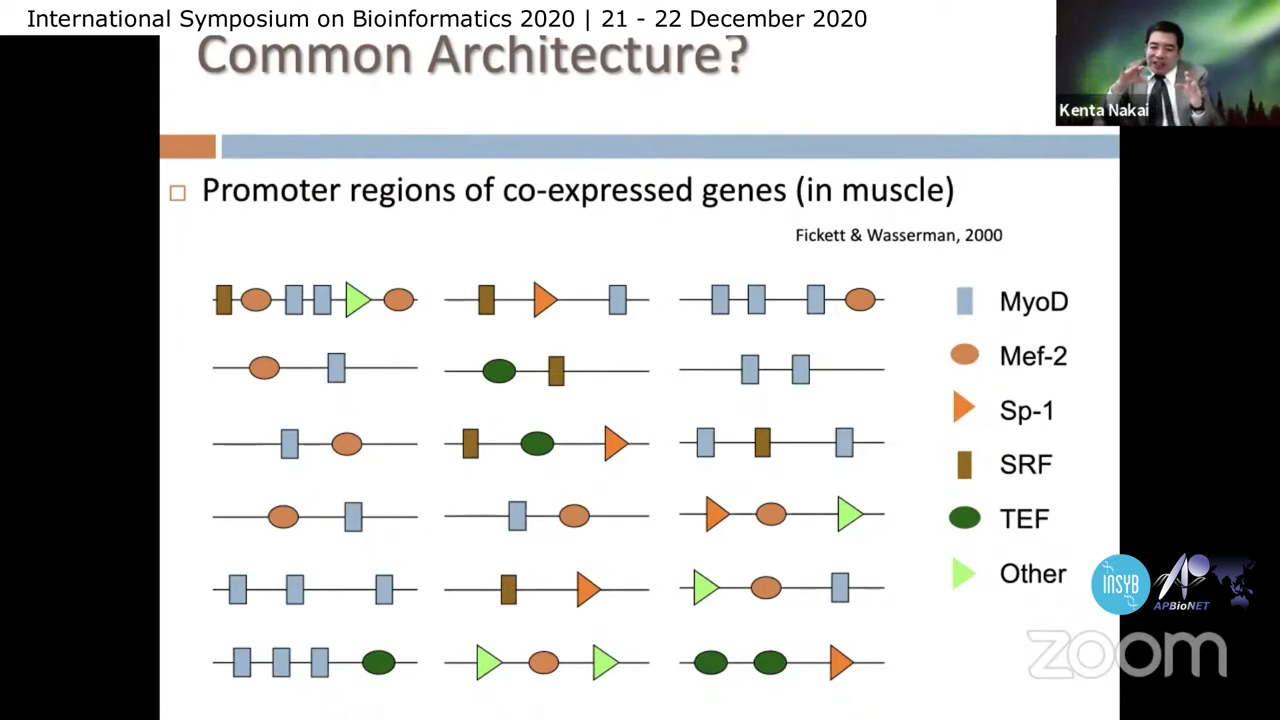 International Symposium on Bioinformatics 2020 | 21 - 22 December 2020
Common Architecture?
Kenta Nakai
Promoter regions of co-expressed genes (in muscle)
Fickett & Wasserman, 2000
MyoD
Mef-2
Sp-1
SRF
TEF
Other
INSYB
APBioNET
zoom